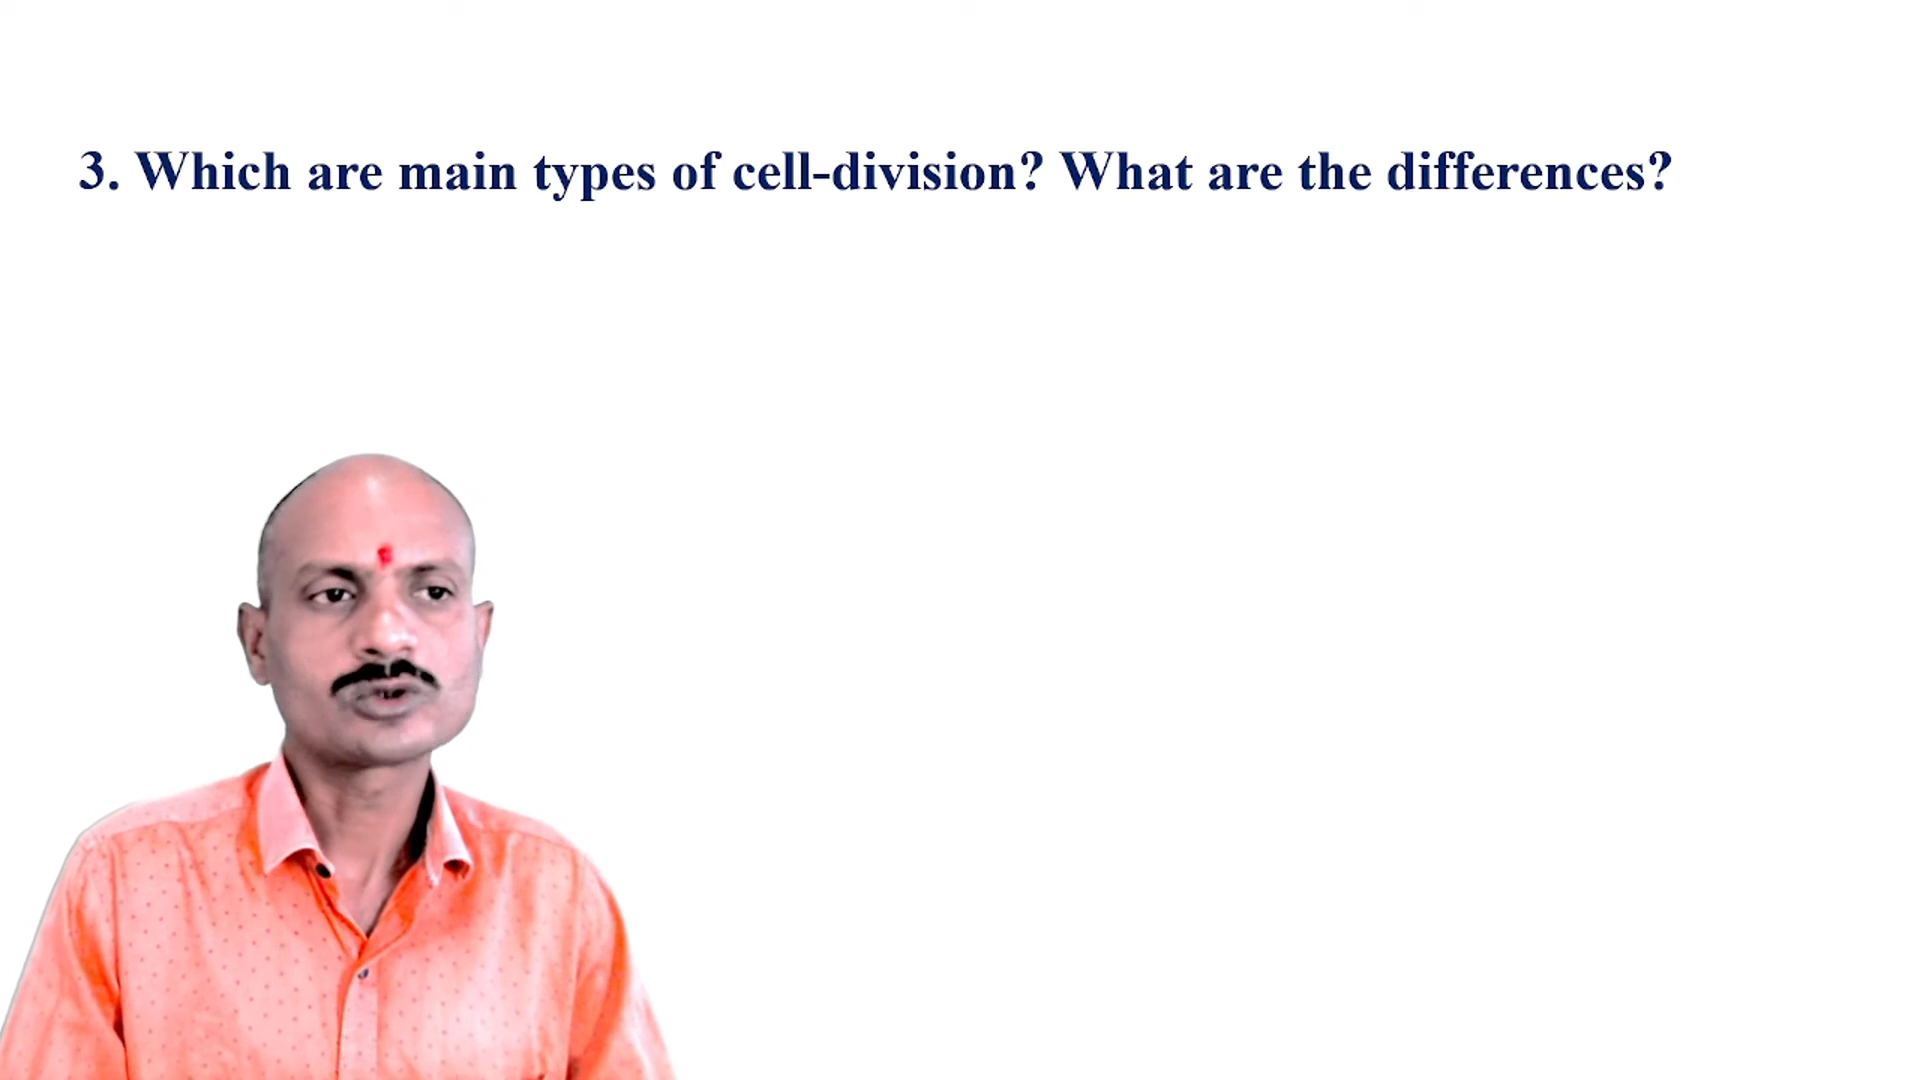 3. Which are main types of cell-division? What are the differences?